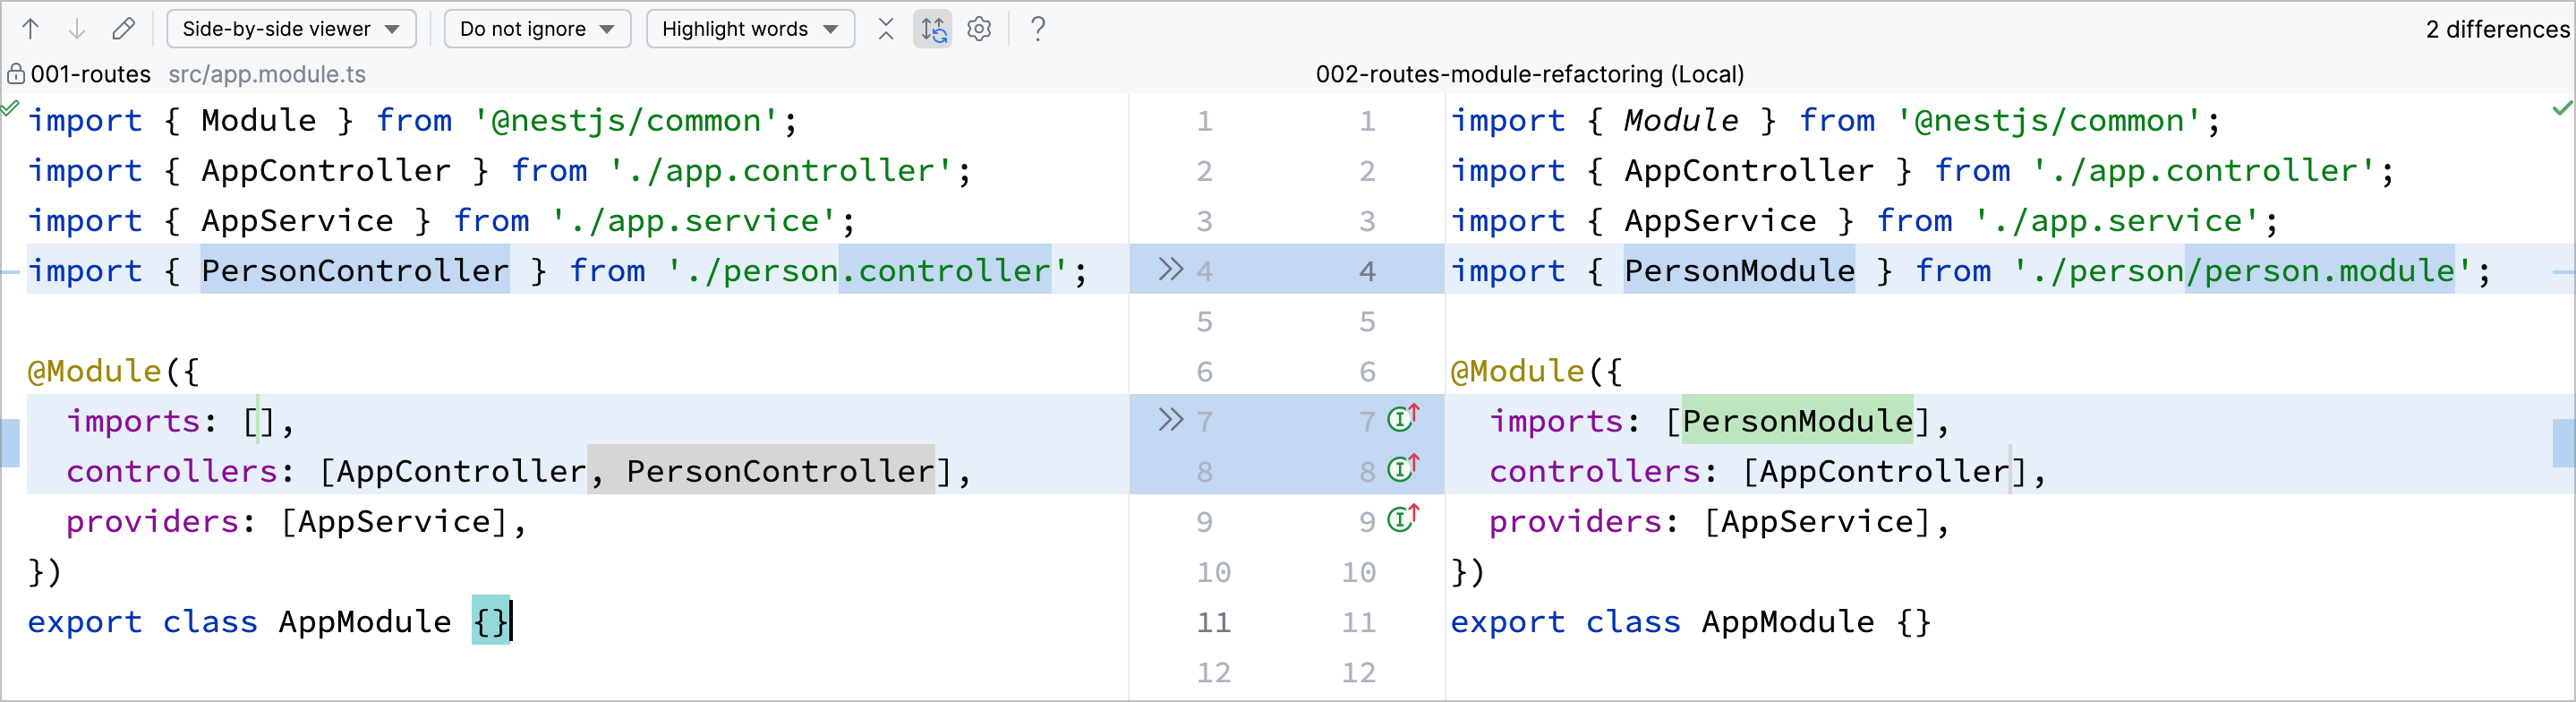 Side-by-side viewer Do not ignore Highlight words ? 2 differences
001-routes src/app.module.ts 002-routes-module-refactoring (Local)
import { Module } from '@nestjs/common'; 1
import { AppController } from './app.controller'; 2
import { AppService } from './app.service'; 3
import { PersonController } from './person.controller'; >> 4
5
@Module({ 6
imports: [], >> 7
controllers: [AppController, PersonController], 8
providers: [AppService], 9
}) 10
export class AppModule {} 11
12
1 import { Module } from '@nestjs/common';
2 import { AppController } from './app.controller';
3 import { AppService } from './app.service';
4 import { PersonModule } from './person/person.module';
5
6 @Module({
7 I imports: [PersonModule],
8 I controllers: [AppController],
9 I providers: [AppService],
10 })
11 export class AppModule {}
12